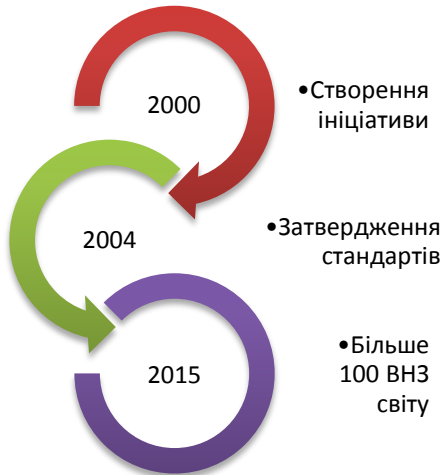 2000
•Створення
ініціативи
2004
•Затвердження
стандартів
2015
•Більше
100 ВНЗ
світу